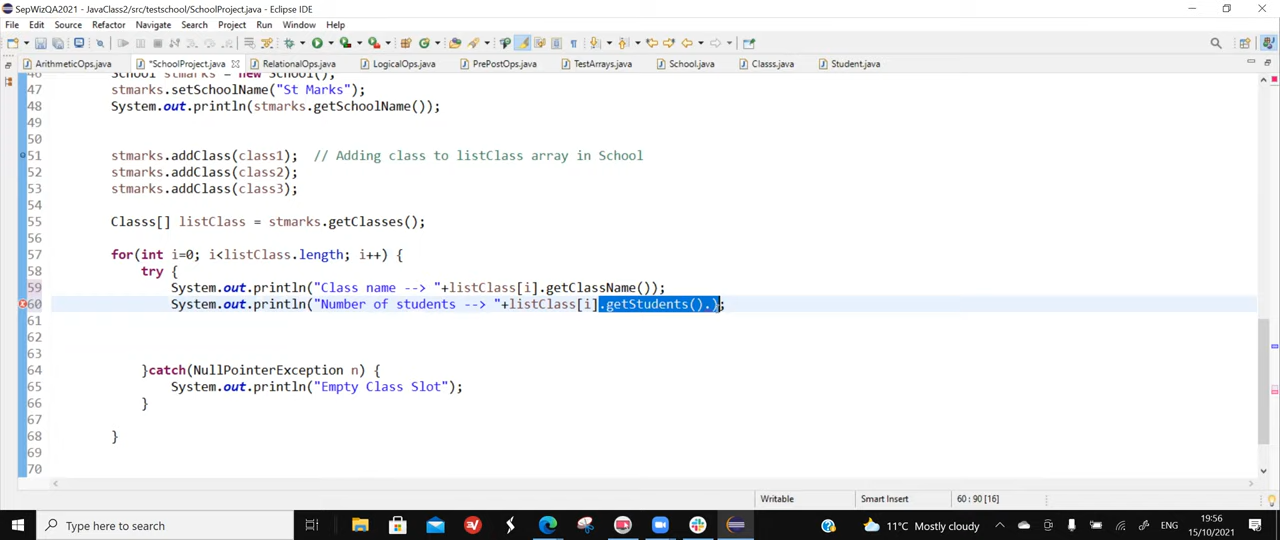 SepWizQA2021 - JavaClass2/src/testschool/SchoolProject.java - Eclipse IDE
File Edit Source Refactor Navigate Search Project Run Window Help
ArithmeticOps.java *SchoolProject.java RelationalOps.java LogicalOps.java PrePostOps.java TestArrays.java School.java Classs.java Student.java
46 School stmarks = new School();
47 stmarks.setSchoolName("St Marks");
48 System.out.println(stmarks.getSchoolName());
49
50
51 stmarks.addClass(class1); // Adding class to listClass array in School
52 stmarks.addClass(class2);
53 stmarks.addClass(class3);
54
55 Classs[] listClass = stmarks.getClasses();
56
57 for(int i=0; i<listClass.length; i++) {
58 try {
59 System.out.println("Class name --> "+listClass[i].getClassName());
60 System.out.println("Number of students --> "+listClass[i].getStudents().);
61
62
63
64 }catch(NullPointerException n) {
65 System.out.println("Empty Class Slot");
66 }
67
68 }
69
70
Writable Smart Insert 60 : 90 [16]
Type here to search 11°C Mostly cloudy ENG 19:56
15/10/2021